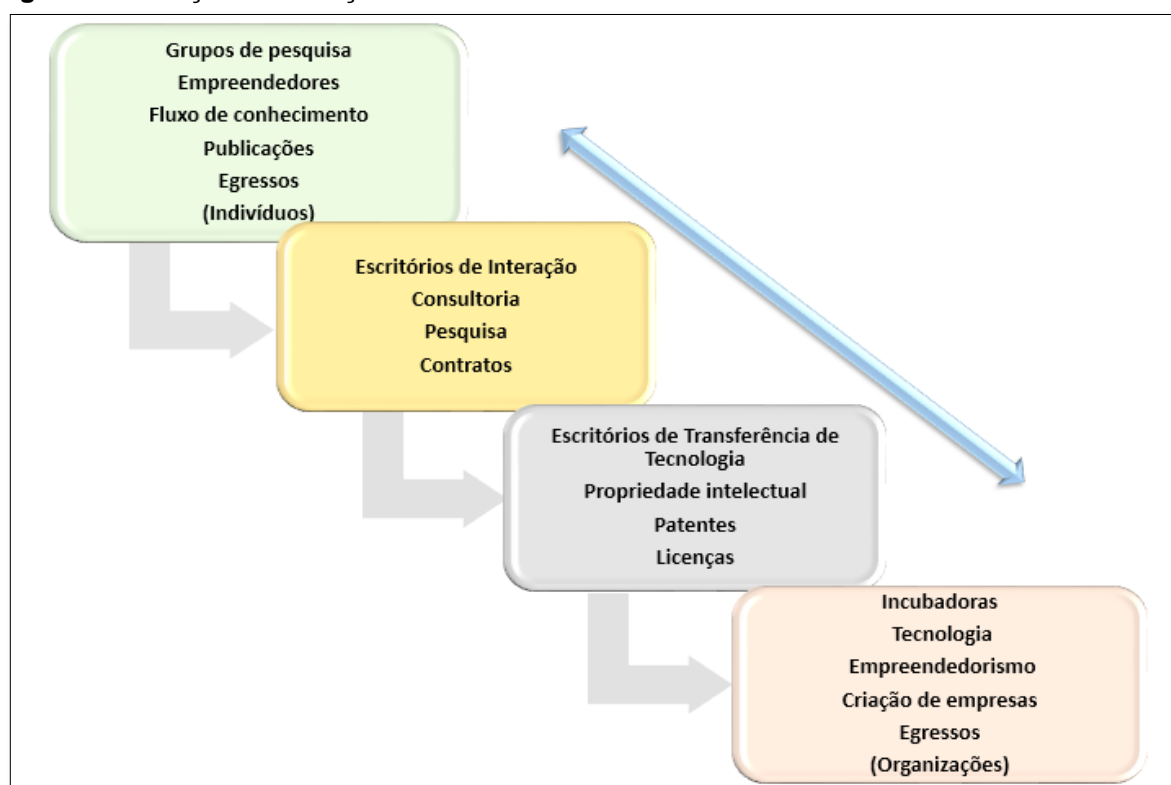 Grupos de pesquisa
Empreendedores
Fluxo de conhecimento
Publicações
Egressos
(Indivíduos)
Escritórios de Interação
Consultoria
Pesquisa
Contratos
Escritórios de Transferência de
Tecnologia
Propriedade intelectual
Patentes
Licenças
Incubadoras
Tecnologia
Empreendedorismo
Criação de empresas
Egressos
(Organizações)